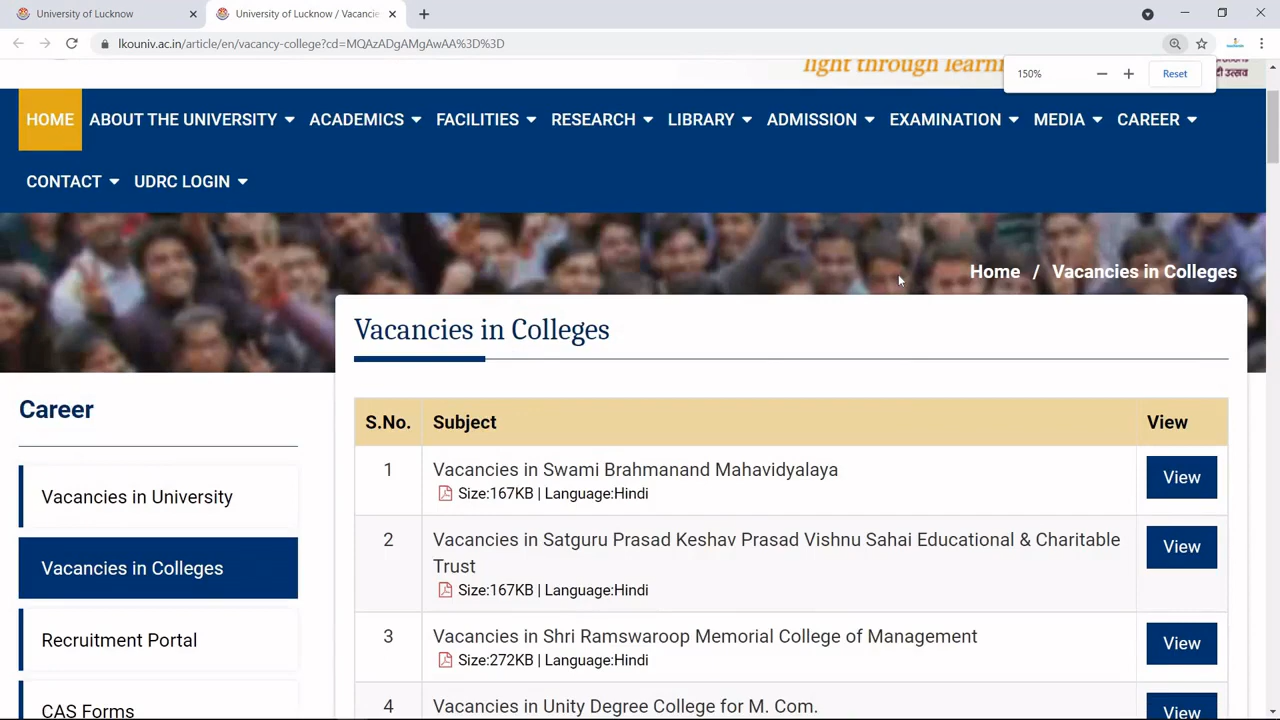 University of Lucknow
University of Lucknow / Vacancie
lkouniv.ac.in/article/en/vacancy-college?cd=MQAzADgAMgAwAA%3D%3D
light through learni
150%
Reset
HOME ABOUT THE UNIVERSITY ACADEMICS FACILITIES RESEARCH LIBRARY ADMISSION EXAMINATION MEDIA CAREER
CONTACT UDRC LOGIN
Home / Vacancies in Colleges
Vacancies in Colleges
Career
Vacancies in University
Vacancies in Colleges
Recruitment Portal
CAS Forms
S.No. Subject View
1 Vacancies in Swami Brahmanand Mahavidyalaya View
Size:167KB | Language:Hindi
2 Vacancies in Satguru Prasad Keshav Prasad Vishnu Sahai Educational & Charitable View
Trust
Size:167KB | Language:Hindi
3 Vacancies in Shri Ramswaroop Memorial College of Management View
Size:272KB | Language:Hindi
4 Vacancies in Unity Degree College for M. Com. View